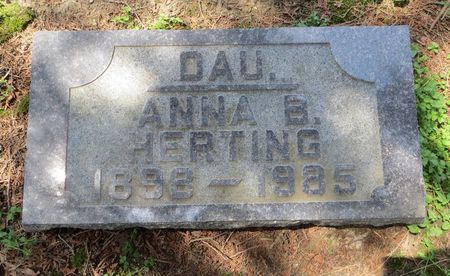 DAU.
ANNA B.
HERTING
1898 – 1985